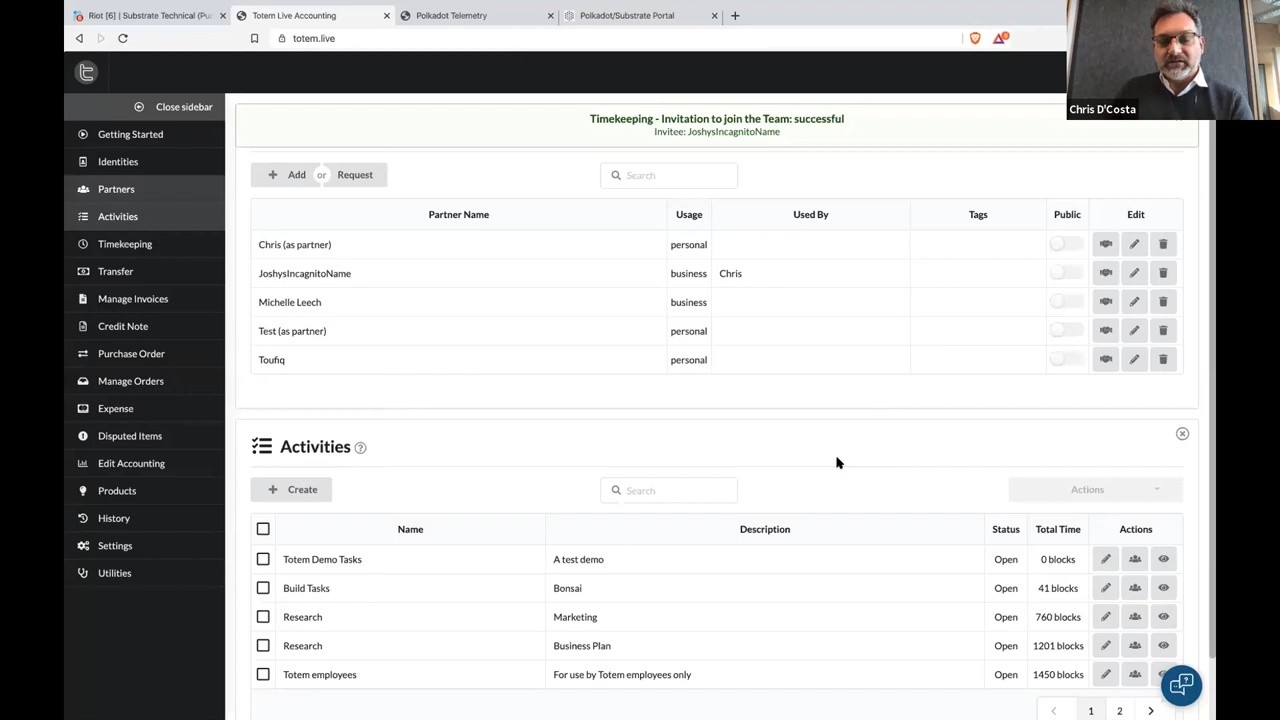 Riot [6] | Substrate Technical (Pu
Totem Live Accounting
Polkadot Telemetry
Polkadot/Substrate Portal
totem.live
Chris D'Costa
Close sidebar
Getting Started
Identities
Partners
Activities
Timekeeping
Transfer
Manage Invoices
Credit Note
Purchase Order
Manage Orders
Expense
Disputed Items
Edit Accounting
Products
History
Settings
Utilities
Timekeeping - Invitation to join the Team: successful
Invitee: JoshysIncagnitoName
Add or Request
Search
Partner Name Usage Used By Tags Public Edit
Chris (as partner) personal
JoshysIncagnitoName business Chris
Michelle Leech business
Test (as partner) personal
Toufiq personal
Activities
Create
Search
Actions
Name Description Status Total Time Actions
Totem Demo Tasks A test demo Open 0 blocks
Build Tasks Bonsai Open 41 blocks
Research Marketing Open 760 blocks
Research Business Plan Open 1201 blocks
Totem employees For use by Totem employees only Open 1450 blocks
1 2